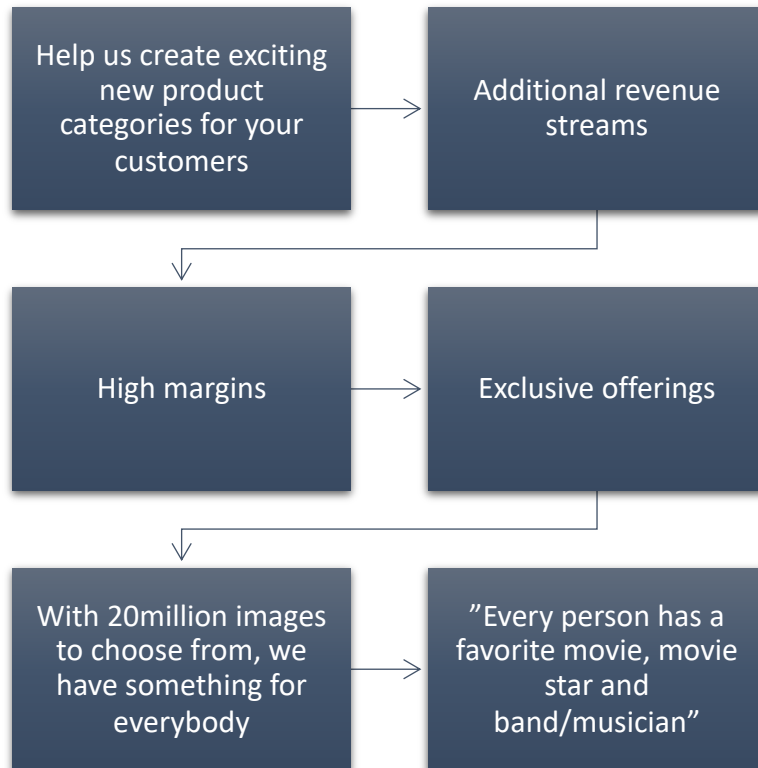 Help us create exciting
new product
categories for your
customers
Additional revenue
streams
High margins
Exclusive offerings
With 20million images
to choose from, we
have something for
everybody
”Every person has a
favorite movie, movie
star and
band/musician”